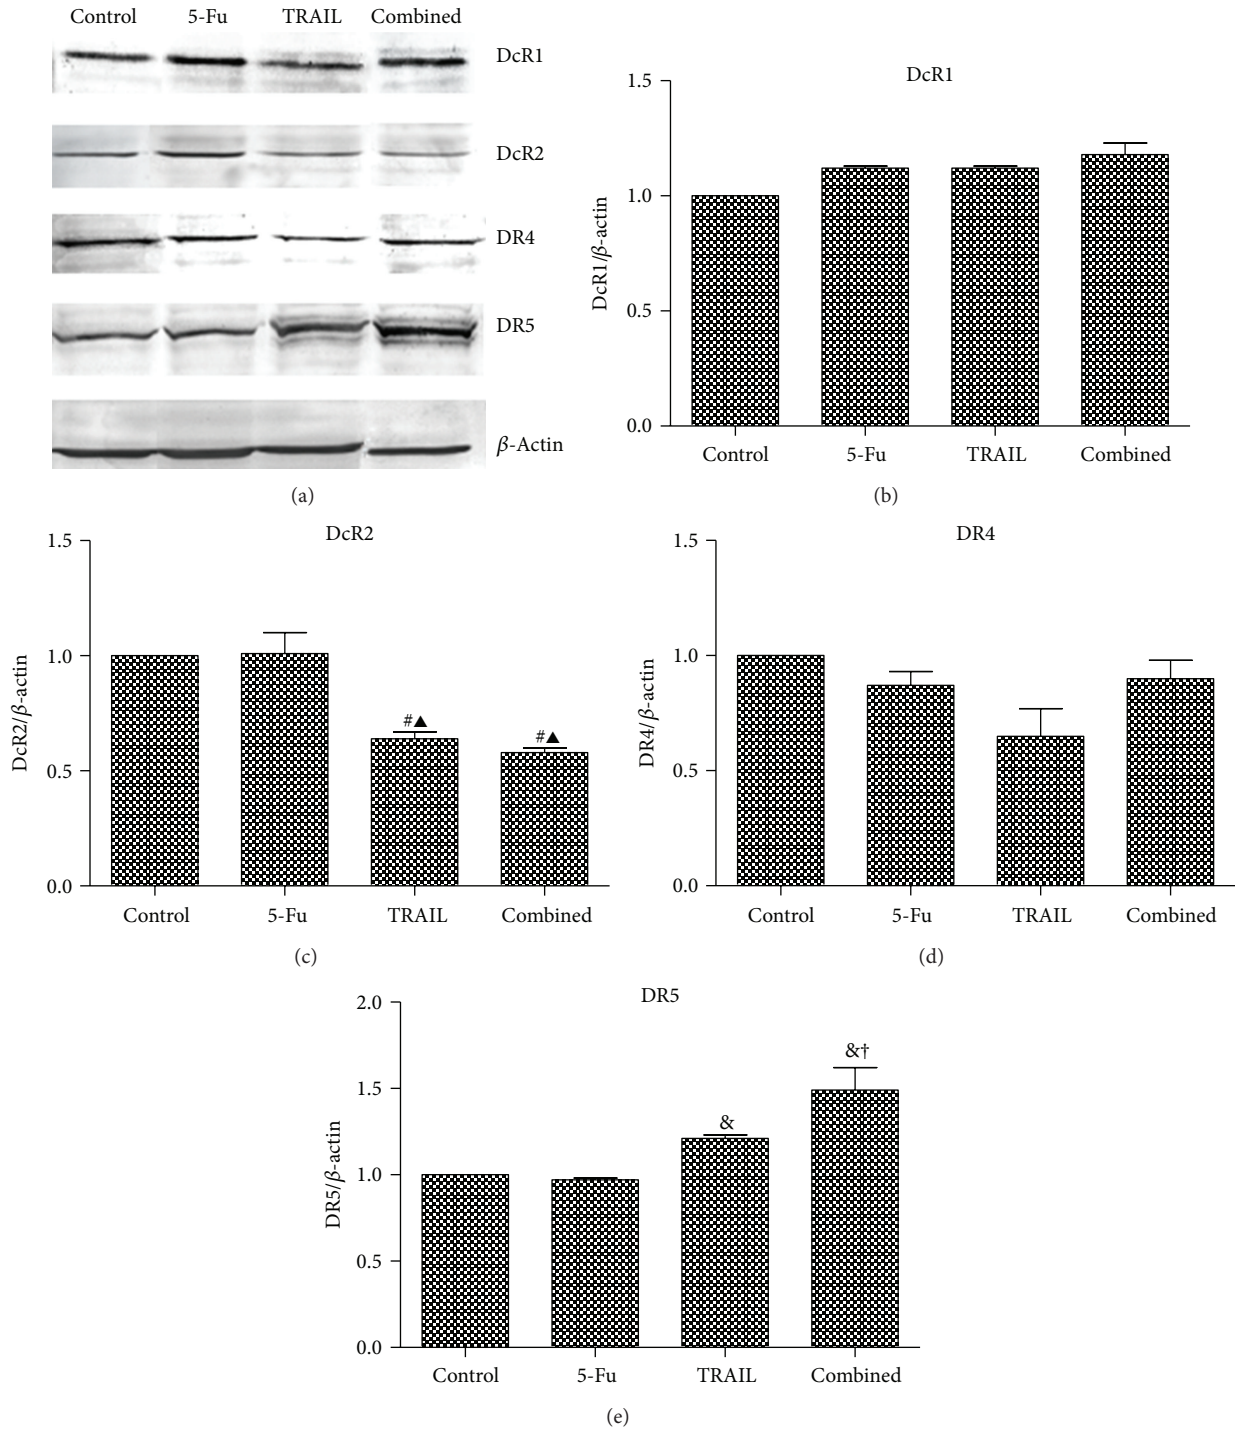 Control 5-Fu TRAIL Combined
DcR1
DcR2
DR4
DR5
β-Actin
(a)
DcR1
DcR1/β-actin
1.5
1.0
0.5
0.0
Control 5-Fu TRAIL Combined
(b)
DcR2
DcR2/β-actin
1.5
1.0
0.5
0.0
#▲ #▲
Control 5-Fu TRAIL Combined
(c)
DR4
DR4/β-actin
1.5
1.0
0.5
0.0
Control 5-Fu TRAIL Combined
(d)
DR5
DR5/β-actin
2.0
1.5
1.0
0.5
0.0
&†
&
Control 5-Fu TRAIL Combined
(e)